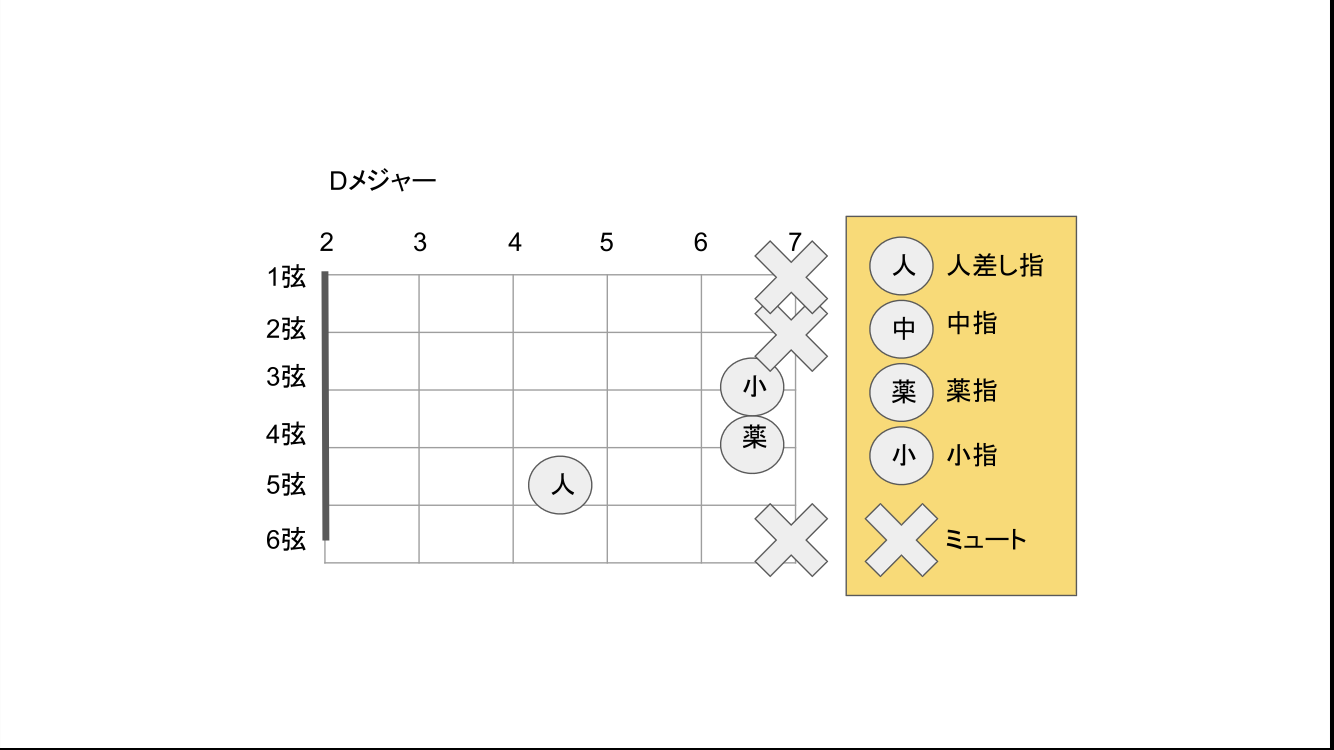 Dメジャー
2 3 4 5 6 7
1弦
2弦
3弦
小
4弦
薬
5弦
人
6弦
人 人差し指
中 中指
薬 薬指
小 小指
ミュート